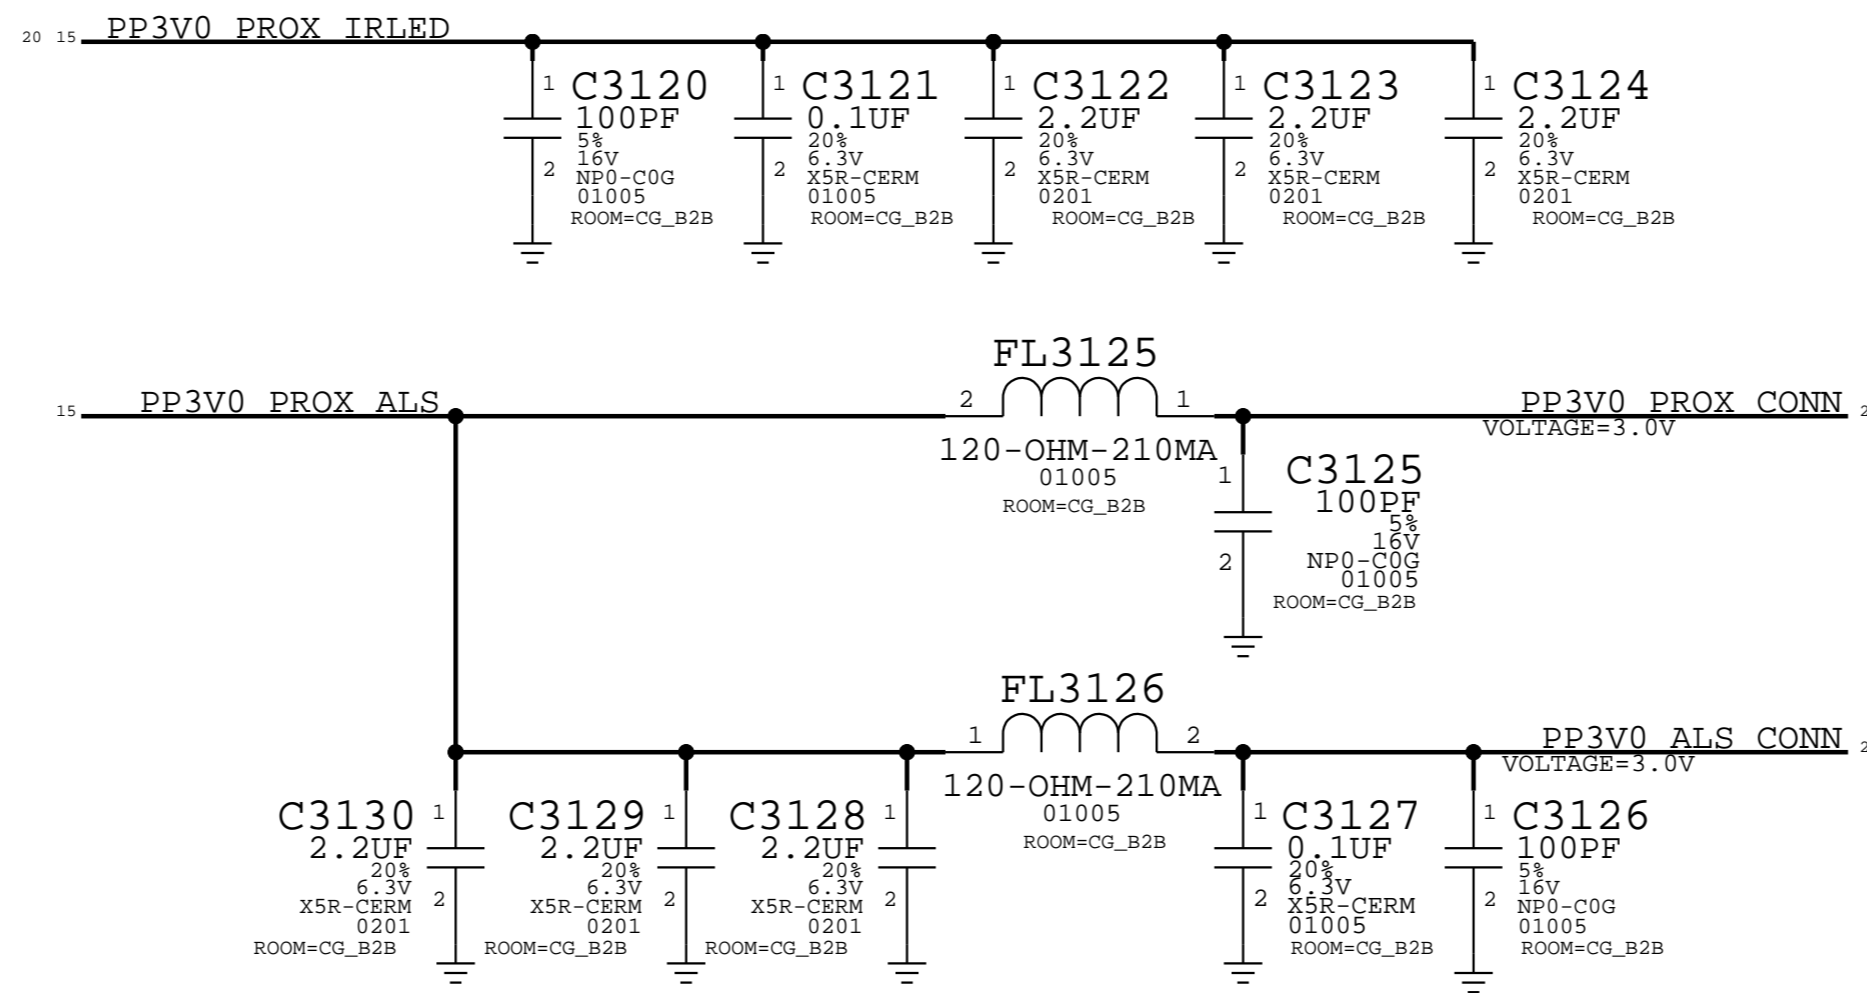 20 15 PP3V0 PROX IRLED
1 C3120
100PF
5%
16V
2 NP0-C0G
01005
ROOM=CG_B2B
1 C3121
0.1UF
20%
6.3V
2 X5R-CERM
01005
ROOM=CG_B2B
1 C3122
2.2UF
20%
6.3V
2 X5R-CERM
0201
ROOM=CG_B2B
1 C3123
2.2UF
20%
6.3V
2 X5R-CERM
0201
ROOM=CG_B2B
1 C3124
2.2UF
20%
6.3V
2 X5R-CERM
0201
ROOM=CG_B2B
15 PP3V0 PROX ALS
FL3125
2 1
120-OHM-210MA
01005
ROOM=CG_B2B
PP3V0 PROX CONN 2
VOLTAGE=3.0V
1 C3125
100PF
5%
16V
2 NP0-C0G
01005
ROOM=CG_B2B
FL3126
1 2
120-OHM-210MA
01005
ROOM=CG_B2B
PP3V0 ALS CONN 2
VOLTAGE=3.0V
C3130 1
2.2UF
20%
6.3V
X5R-CERM 2
0201
ROOM=CG_B2B
C3129 1
2.2UF
20%
6.3V
X5R-CERM 2
0201
ROOM=CG_B2B
C3128 1
2.2UF
20%
6.3V
X5R-CERM 2
0201
ROOM=CG_B2B
1 C3127
0.1UF
20%
6.3V
2 X5R-CERM
01005
ROOM=CG_B2B
1 C3126
100PF
5%
16V
2 NP0-C0G
01005
ROOM=CG_B2B